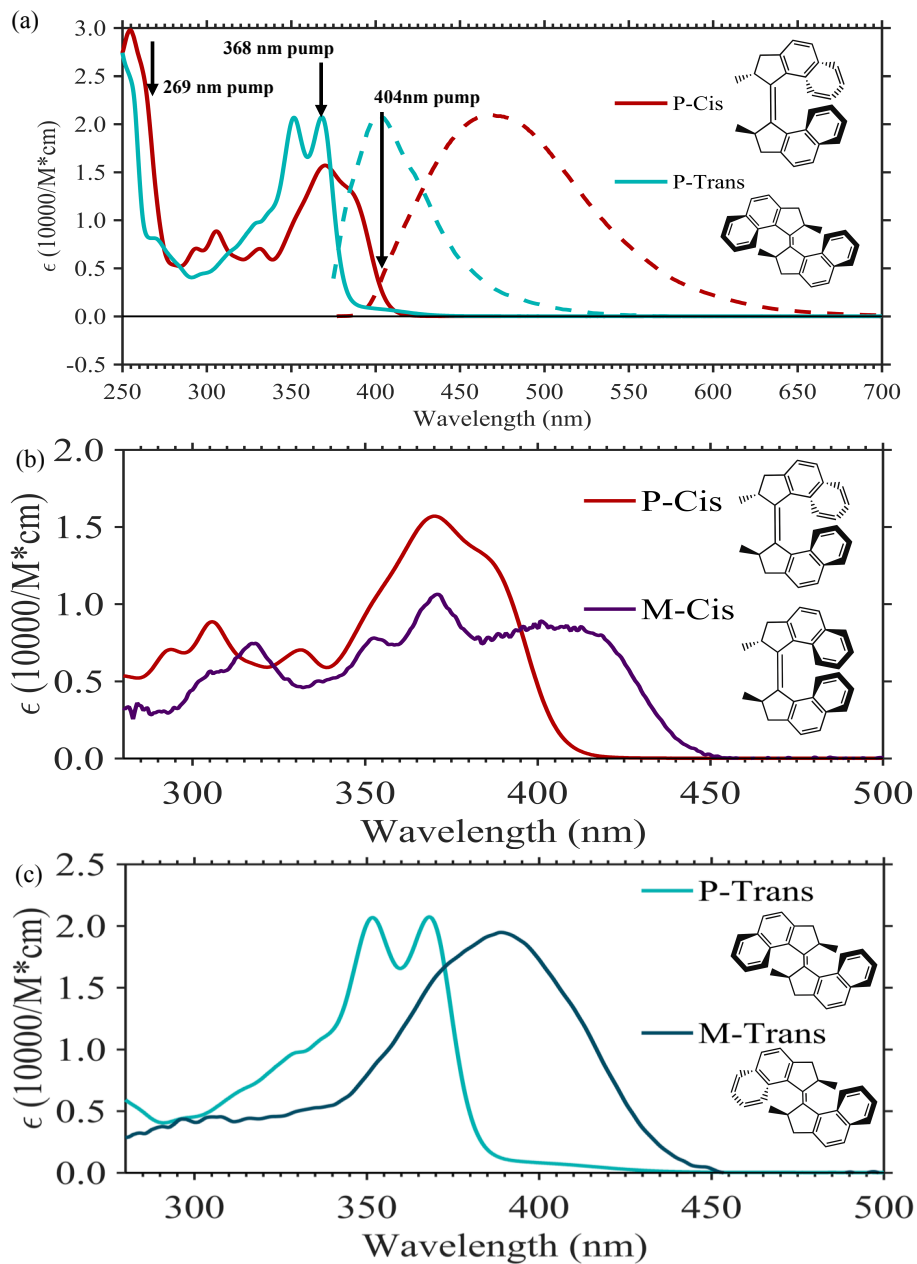 (a)
3.0
2.5
2.0
1.5
1.0
0.5
0.0
-0.5
ϵ (10000/M*cm)
368 nm pump
269 nm pump
404nm pump
P-Cis
P-Trans
250 300 350 400 450 500 550 600 650 700
Wavelength (nm)
(b)
2.0
1.5
1.0
0.5
0.0
ϵ (10000/M*cm)
P-Cis
M-Cis
300 350 400 450 500
Wavelength (nm)
(c)
2.5
2.0
1.5
1.0
0.5
0.0
ϵ (10000/M*cm)
P-Trans
M-Trans
300 350 400 450 500
Wavelength (nm)